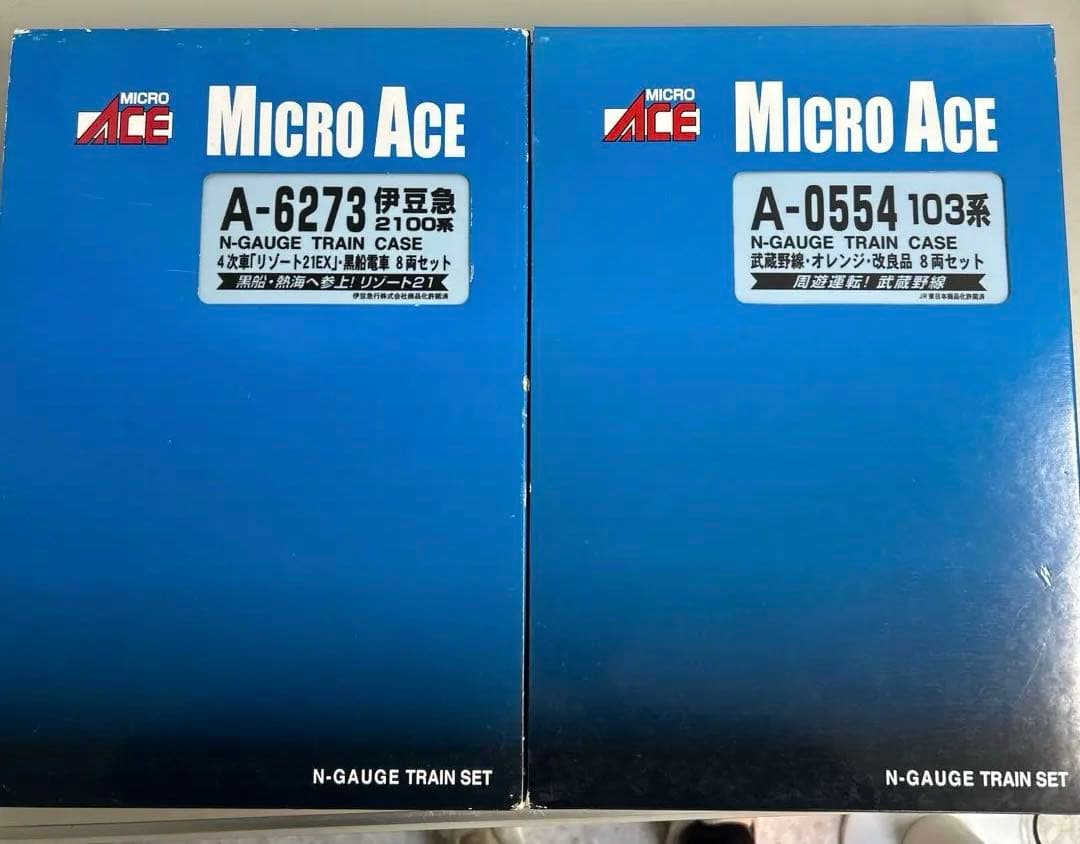 MICRO ACE
MICRO ACE
A-6273 伊豆急 2100系
N-GAUGE TRAIN CASE
4次車「リゾート21EX」・黒船電車 8両セット
黒船・熱海へ参上!リゾート21
伊豆急行株式会社商品化許諾済
N-GAUGE TRAIN SET
MICRO ACE
MICRO ACE
A-0554 103系
N-GAUGE TRAIN CASE
武蔵野線・オレンジ・改良品 8両セット
周遊運転!武蔵野線
JR東日本商品化許諾済
N-GAUGE TRAIN SET